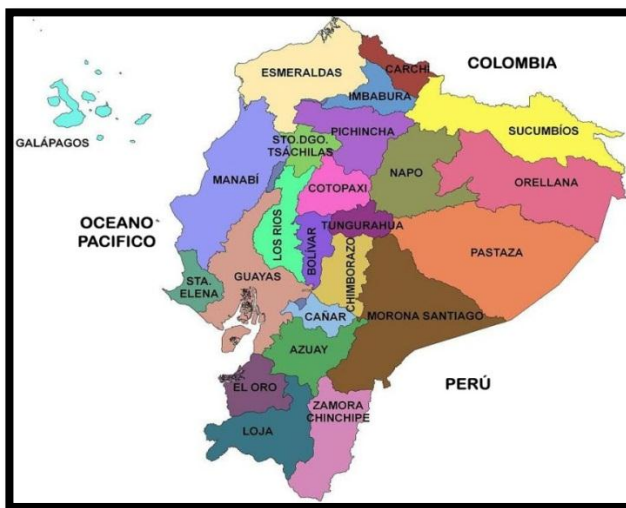 COLOMBIA
ESMERALDAS
CARCHI
IMBABURA
GALÁPAGOS
STO.DGO.
TSÁCHILAS
PICHINCHA
SUCUMBÍOS
MANABÍ
COTOPAXI
NAPO
ORELLANA
OCEANO
PACIFICO
LOS RIOS
BOLÍVAR
TUNGURAHUA
CHIMBORAZO
PASTAZA
STA.
ELENA
GUAYAS
CAÑAR
MORONA SANTIAGO
AZUAY
PERÚ
EL ORO
ZAMORA
CHINCHIPE
LOJA